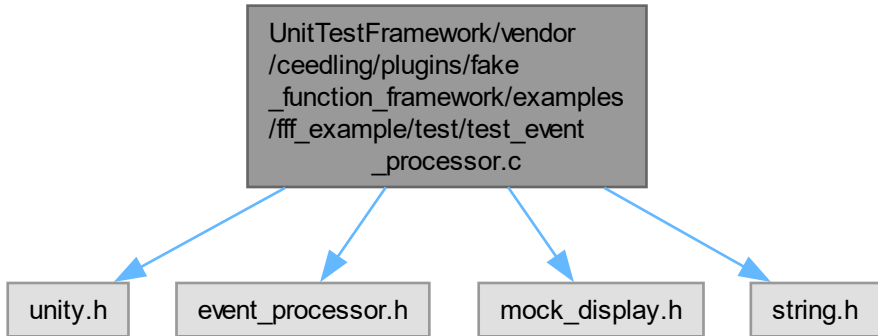 UnitTestFramework/vendor
/ceedling/plugins/fake
_function_framework/examples
/fff_example/test/test_event
_processor.c
unity.h
event_processor.h
mock_display.h
string.h